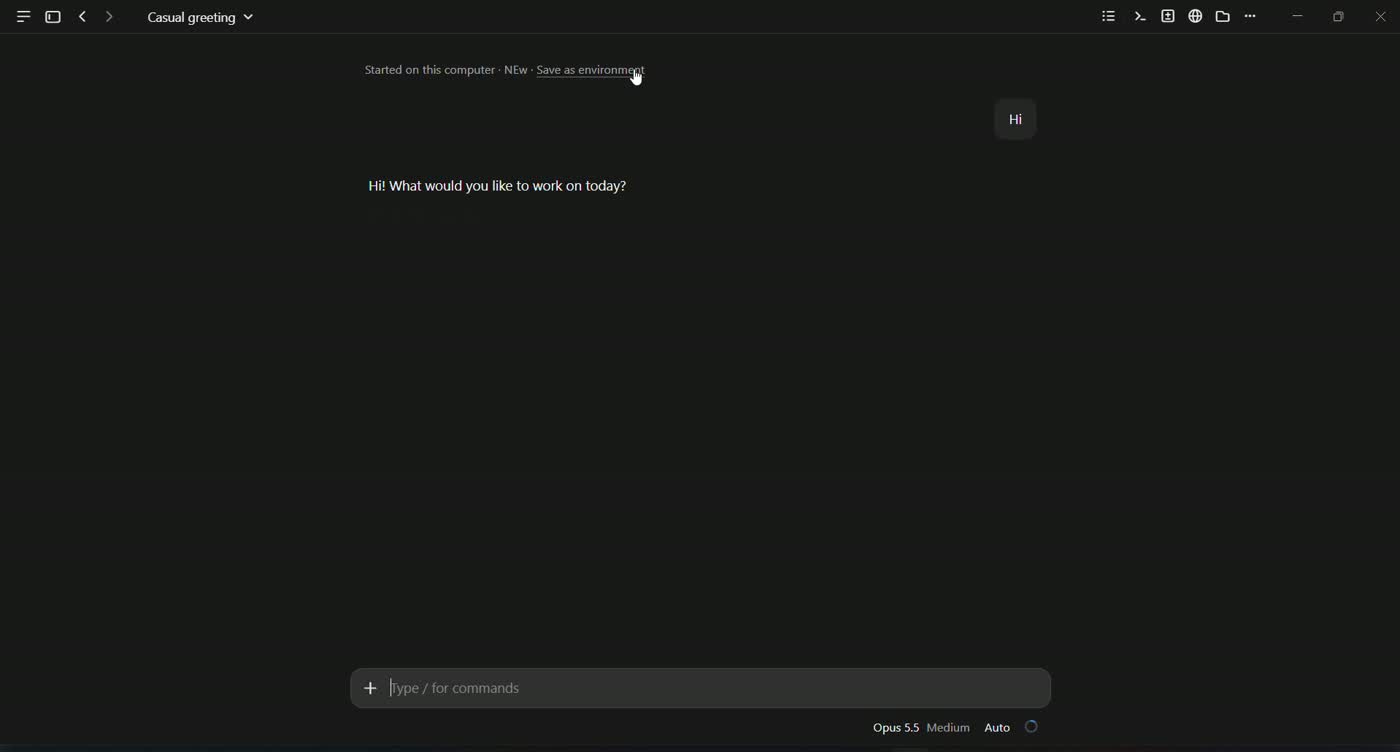 Casual greeting
Started on this computer · NEw · Save as environment
Hi
Hi! What would you like to work on today?
Type / for commands
Opus 5.5 Medium Auto